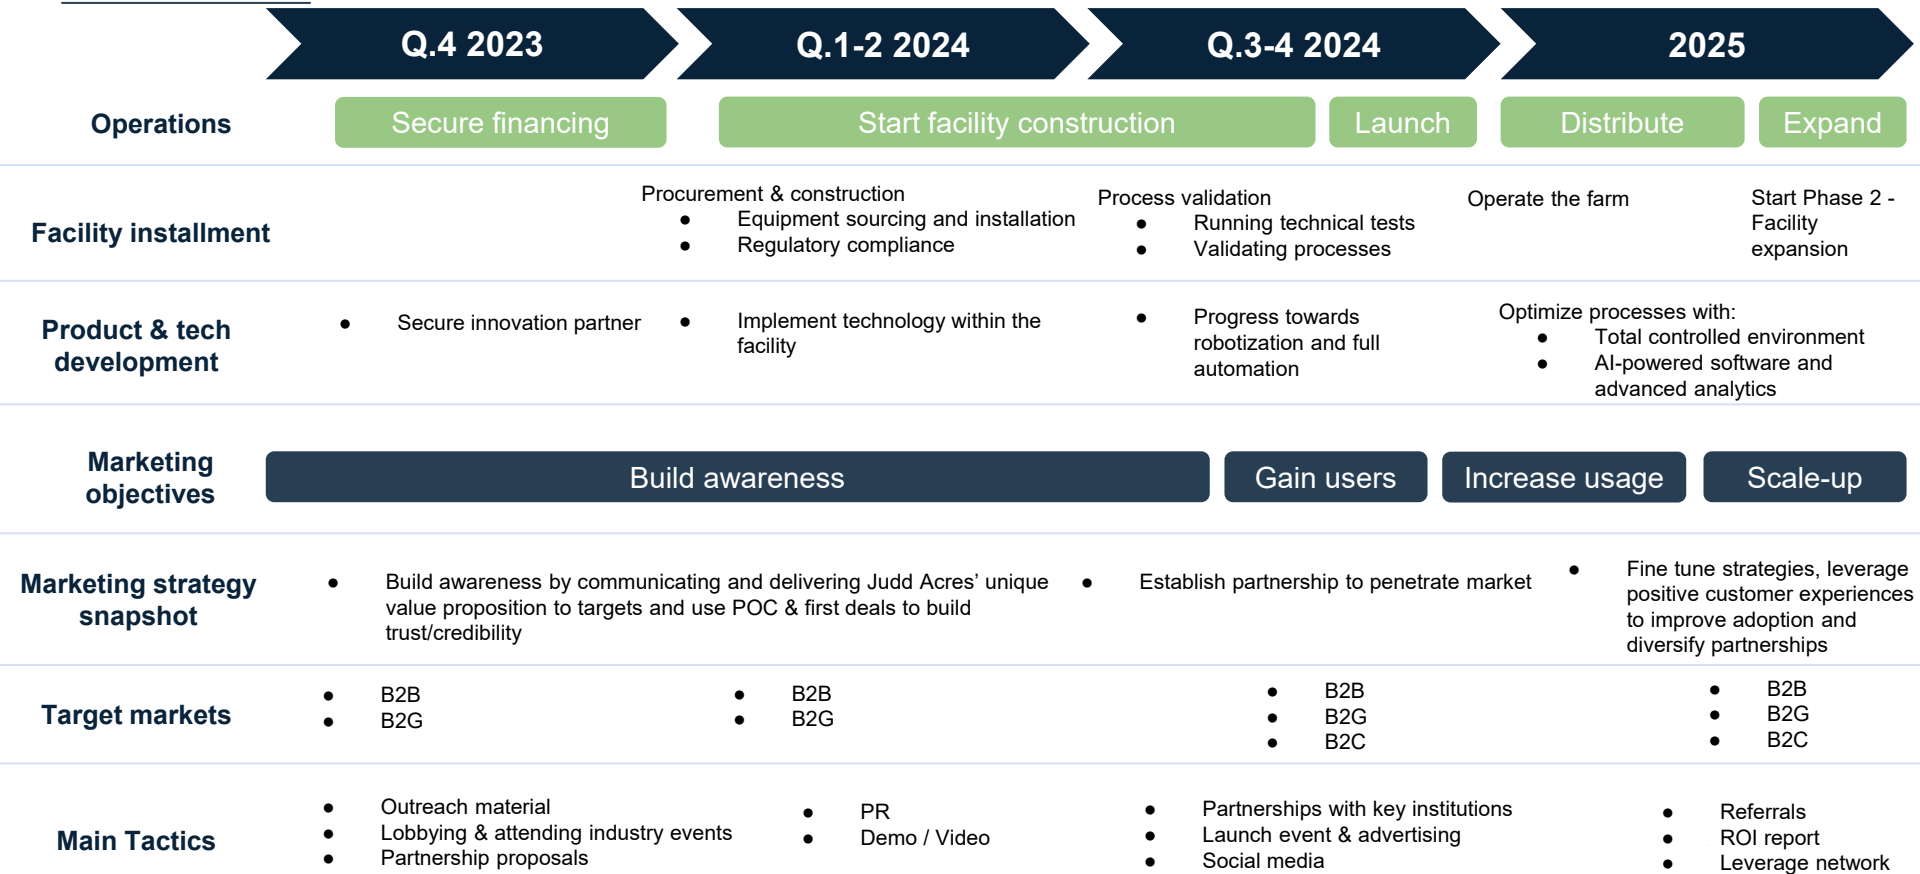 Q.4 2023
Q.1-2 2024
Q.3-4 2024
2025
Operations
Secure financing
Start facility construction
Launch
Distribute
Expand
Facility installment
Procurement & construction
● Equipment sourcing and installation
● Regulatory compliance
Process validation
● Running technical tests
● Validating processes
Operate the farm
Start Phase 2 -
Facility
expansion
Product & tech
development
● Secure innovation partner
● Implement technology within the
facility
● Progress towards
robotization and full
automation
Optimize processes with:
● Total controlled environment
● AI-powered software and
advanced analytics
Marketing
objectives
Build awareness
Gain users
Increase usage
Scale-up
Marketing strategy
snapshot
● Build awareness by communicating and delivering Judd Acres’ unique
value proposition to targets and use POC & first deals to build
trust/credibility
● Establish partnership to penetrate market
● Fine tune strategies, leverage
positive customer experiences
to improve adoption and
diversify partnerships
Target markets
● B2B
● B2G
● B2B
● B2G
● B2B
● B2G
● B2C
● B2B
● B2G
● B2C
Main Tactics
● Outreach material
● Lobbying & attending industry events
● Partnership proposals
● PR
● Demo / Video
● Partnerships with key institutions
● Launch event & advertising
● Social media
● Referrals
● ROI report
● Leverage network